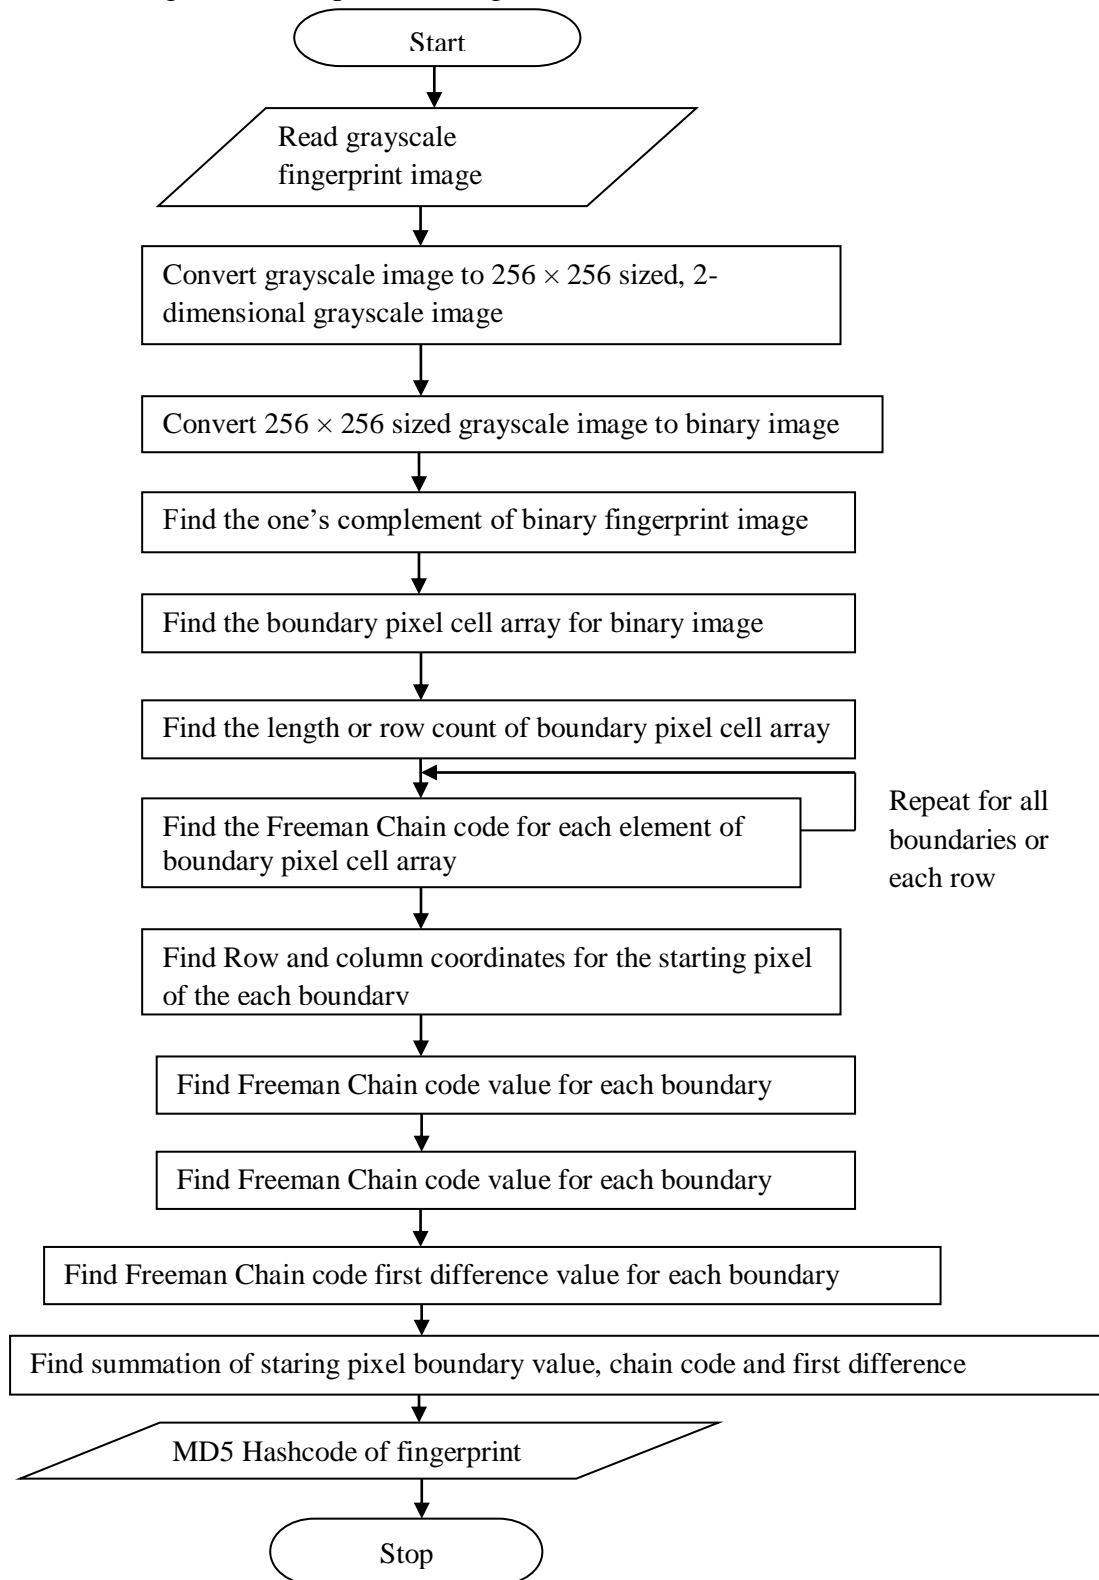 Start
Read grayscale
fingerprint image
Convert grayscale image to 256 × 256 sized, 2-
dimensional grayscale image
Convert 256 × 256 sized grayscale image to binary image
Find the one’s complement of binary fingerprint image
Find the boundary pixel cell array for binary image
Find the length or row count of boundary pixel cell array
Find the Freeman Chain code for each element of
boundary pixel cell array
Repeat for all
boundaries or
each row
Find Row and column coordinates for the starting pixel
of the each boundary
Find Freeman Chain code value for each boundary
Find Freeman Chain code value for each boundary
Find Freeman Chain code first difference value for each boundary
Find summation of staring pixel boundary value, chain code and first difference
MD5 Hashcode of fingerprint
Stop